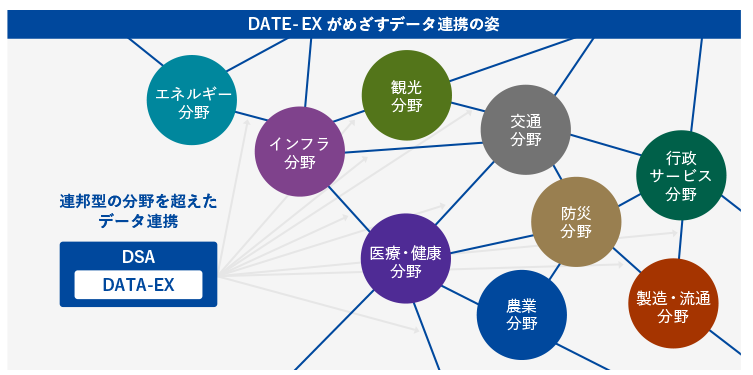 DATE-EX がめざすデータ連携の姿
エネルギー
分野
観光
分野
インフラ
分野
交通
分野
行政
サービス
分野
連邦型の分野を超えた
データ連携
防災
分野
DSA
DATA-EX
医療・健康
分野
農業
分野
製造・流通
分野